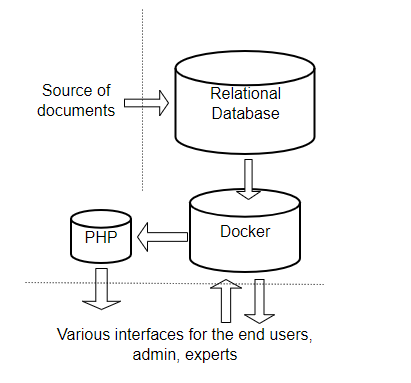 Source of
documents
Relational
Database
PHP
Docker
Various interfaces for the end users,
admin, experts